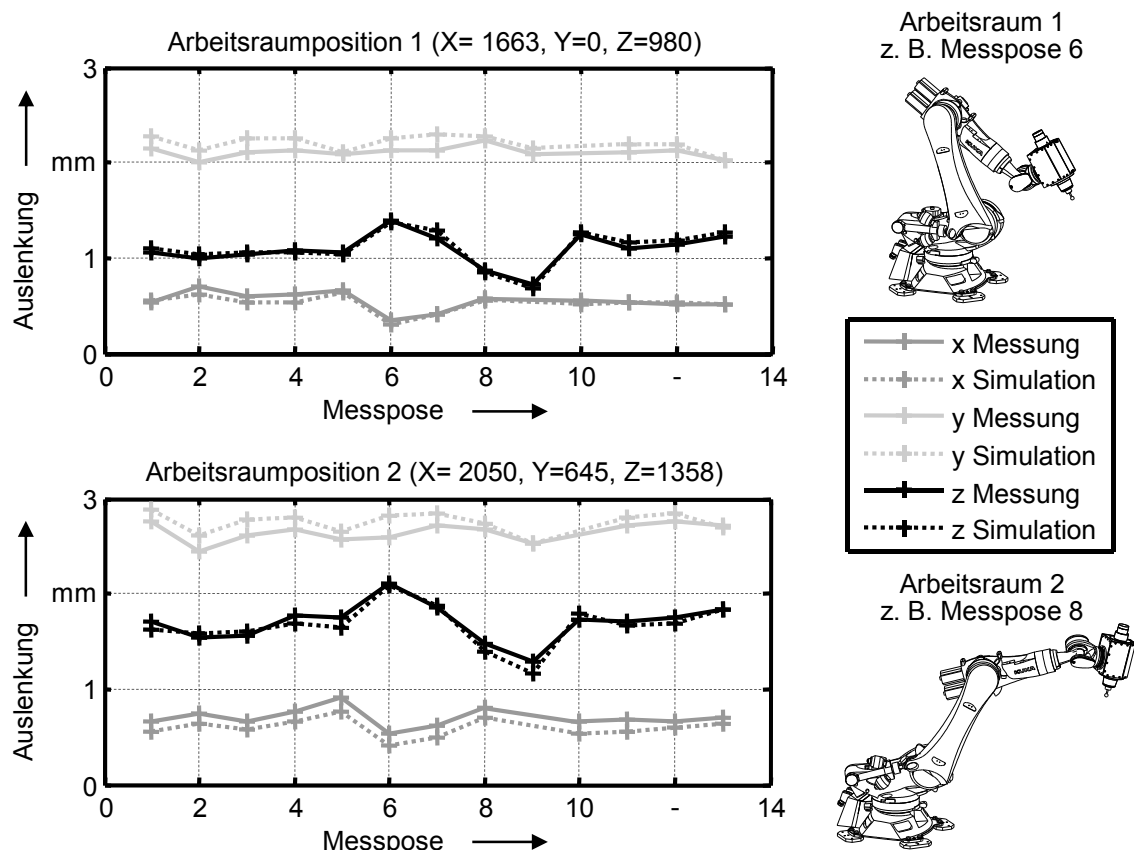 Arbeitsraumposition 1 (X= 1663, Y=0, Z=980)
3
mm
1
0
Auslenkung
0 2 4 6 8 10 - 14
Messpose
Arbeitsraum 1
z. B. Messpose 6
x Messung
x Simulation
y Messung
y Simulation
z Messung
z Simulation
Arbeitsraumposition 2 (X= 2050, Y=645, Z=1358)
3
mm
1
0
Auslenkung
0 2 4 6 8 10 - 14
Messpose
Arbeitsraum 2
z. B. Messpose 8